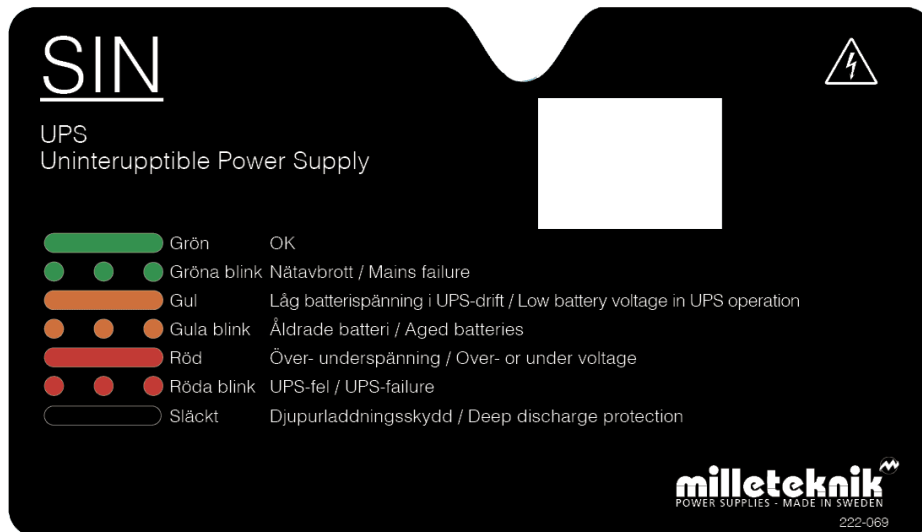 SIN
UPS
Uninterupptible Power Supply
Grön OK
Gröna blink Nätavbrott / Mains failure
Gul Låg batterispänning i UPS-drift / Low battery voltage in UPS operation
Gula blink Åldrade batteri / Aged batteries
Röd Över- underspänning / Over- or under voltage
Röda blink UPS-fel / UPS-failure
Släckt Djupurladdningsskydd / Deep discharge protection
milleteknik
POWER SUPPLIES - MADE IN SWEDEN
222-069